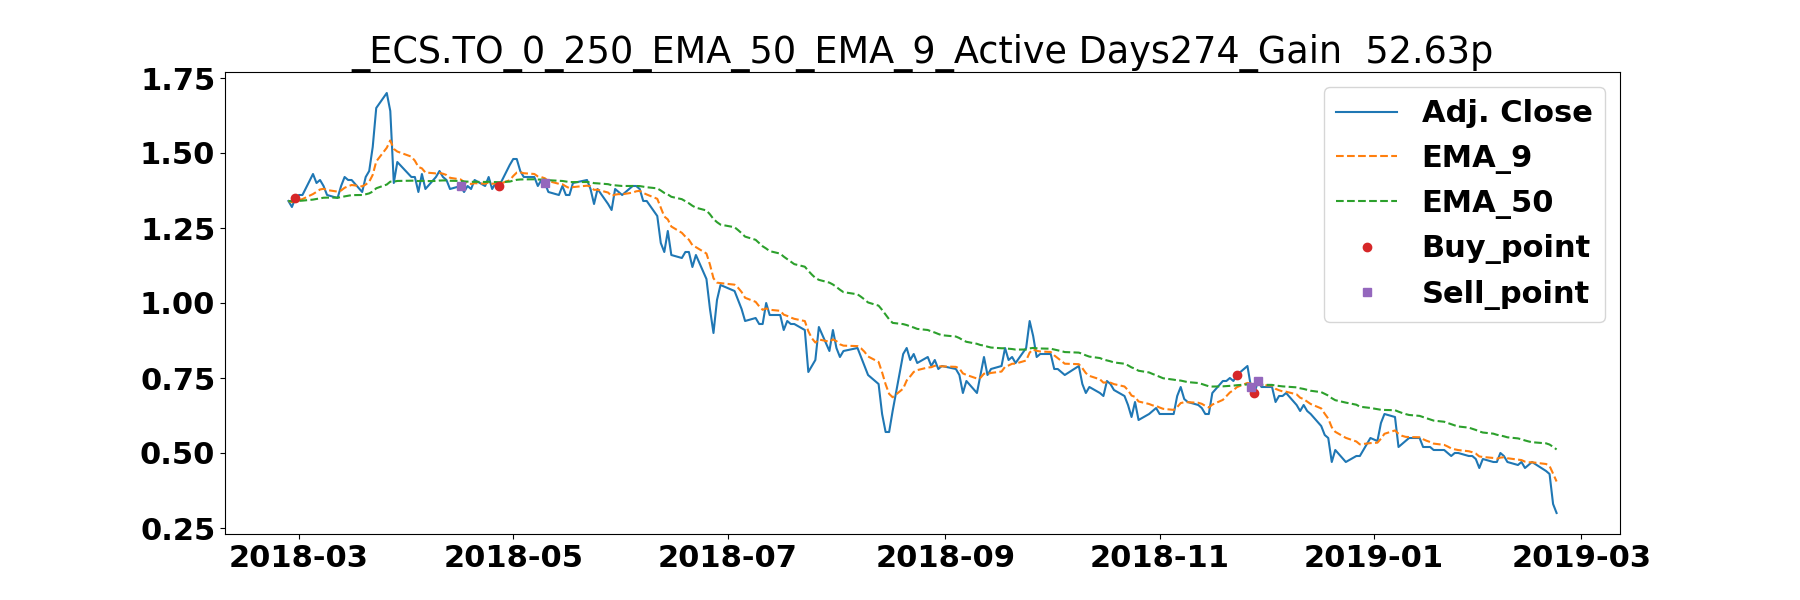 _ECS.TO_0_250_EMA_50_EMA_9_Active Days274_Gain  52.63p
1.75
1.50
1.25
1.00
0.75
0.50
0.25
Adj. Close
EMA_9
EMA_50
Buy_point
Sell_point
2018-03 2018-05 2018-07 2018-09 2018-11 2019-01 2019-03